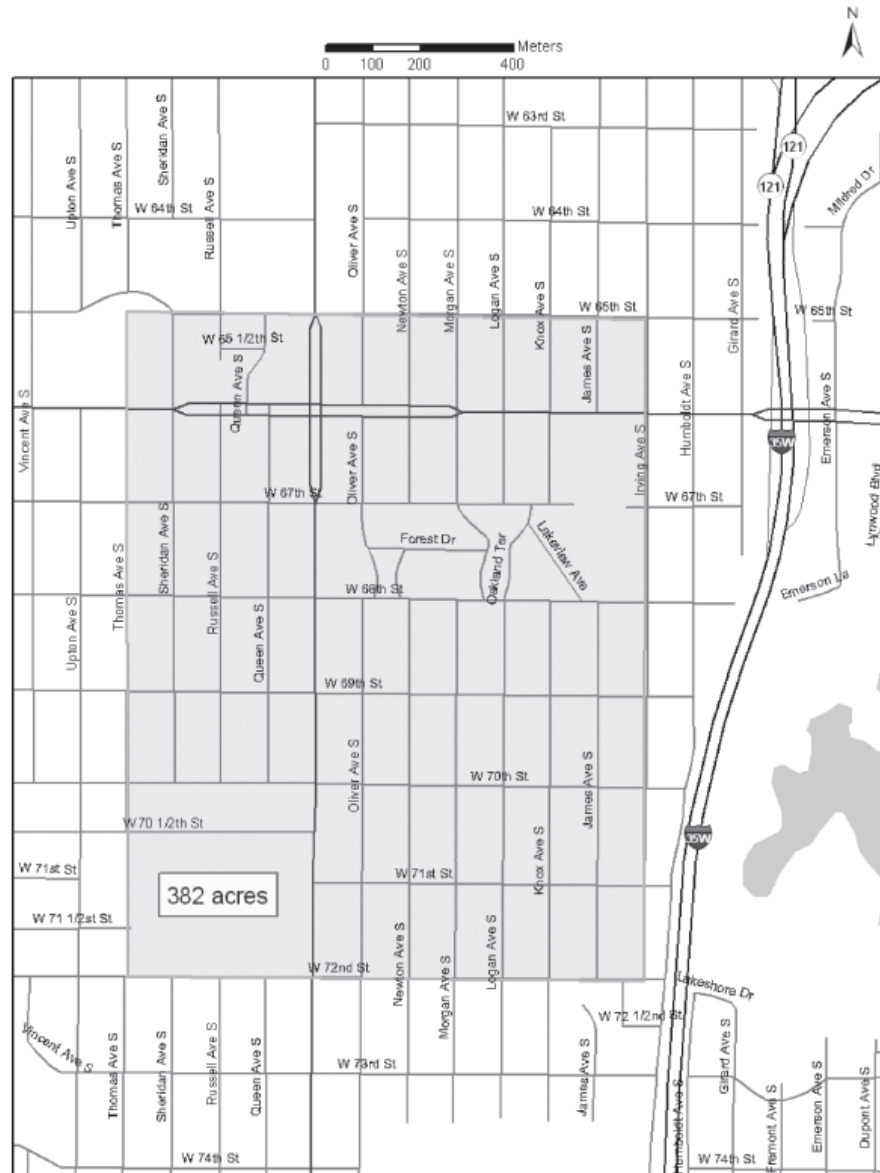 N
Meters
0 100 200 400
W 63rd St
121
121
Mildred Dr
Upton Ave S
Thomas Ave S
Sheridan Ave S
W 64th St
Russell Ave S
Oliver Ave S
W 64th St
Newton Ave S
Morgan Ave S
Logan Ave S
Knox Ave S
W 65th St
Girard Ave S
W 65th St
W 65 1/2th St
Queen Ave S
James Ave S
Humboldt Ave S
Emerson Ave S
Vincent Ave S
35W
Oliver Ave S
Irving Ave S
W 67th St
W 67th St
Lynwood Blvd
Sheridan Ave S
Thomas Ave S
Russell Ave S
Forest Dr
Oakland Ter
Lakeview Ave
W 68th St
Emerson La
Upton Ave S
Queen Ave S
W 69th St
Oliver Ave S
W 70th St
James Ave S
W 70 1/2th St
35W
W 71st St
W 71st St
Knox Ave S
382 acres
W 71 1/2st St
Newton Ave S
Morgan Ave S
Logan Ave S
W 72nd St
Lakeshore Dr
W 72 1/2nd St
Vincent Ave S
Thomas Ave S
Sheridan Ave S
Russell Ave S
Queen Ave S
W 73rd St
James Ave S
Girard Ave S
Humboldt Ave S
Fremont Ave S
Emerson Ave S
Dupont Ave S
W 74th St
W 74th St